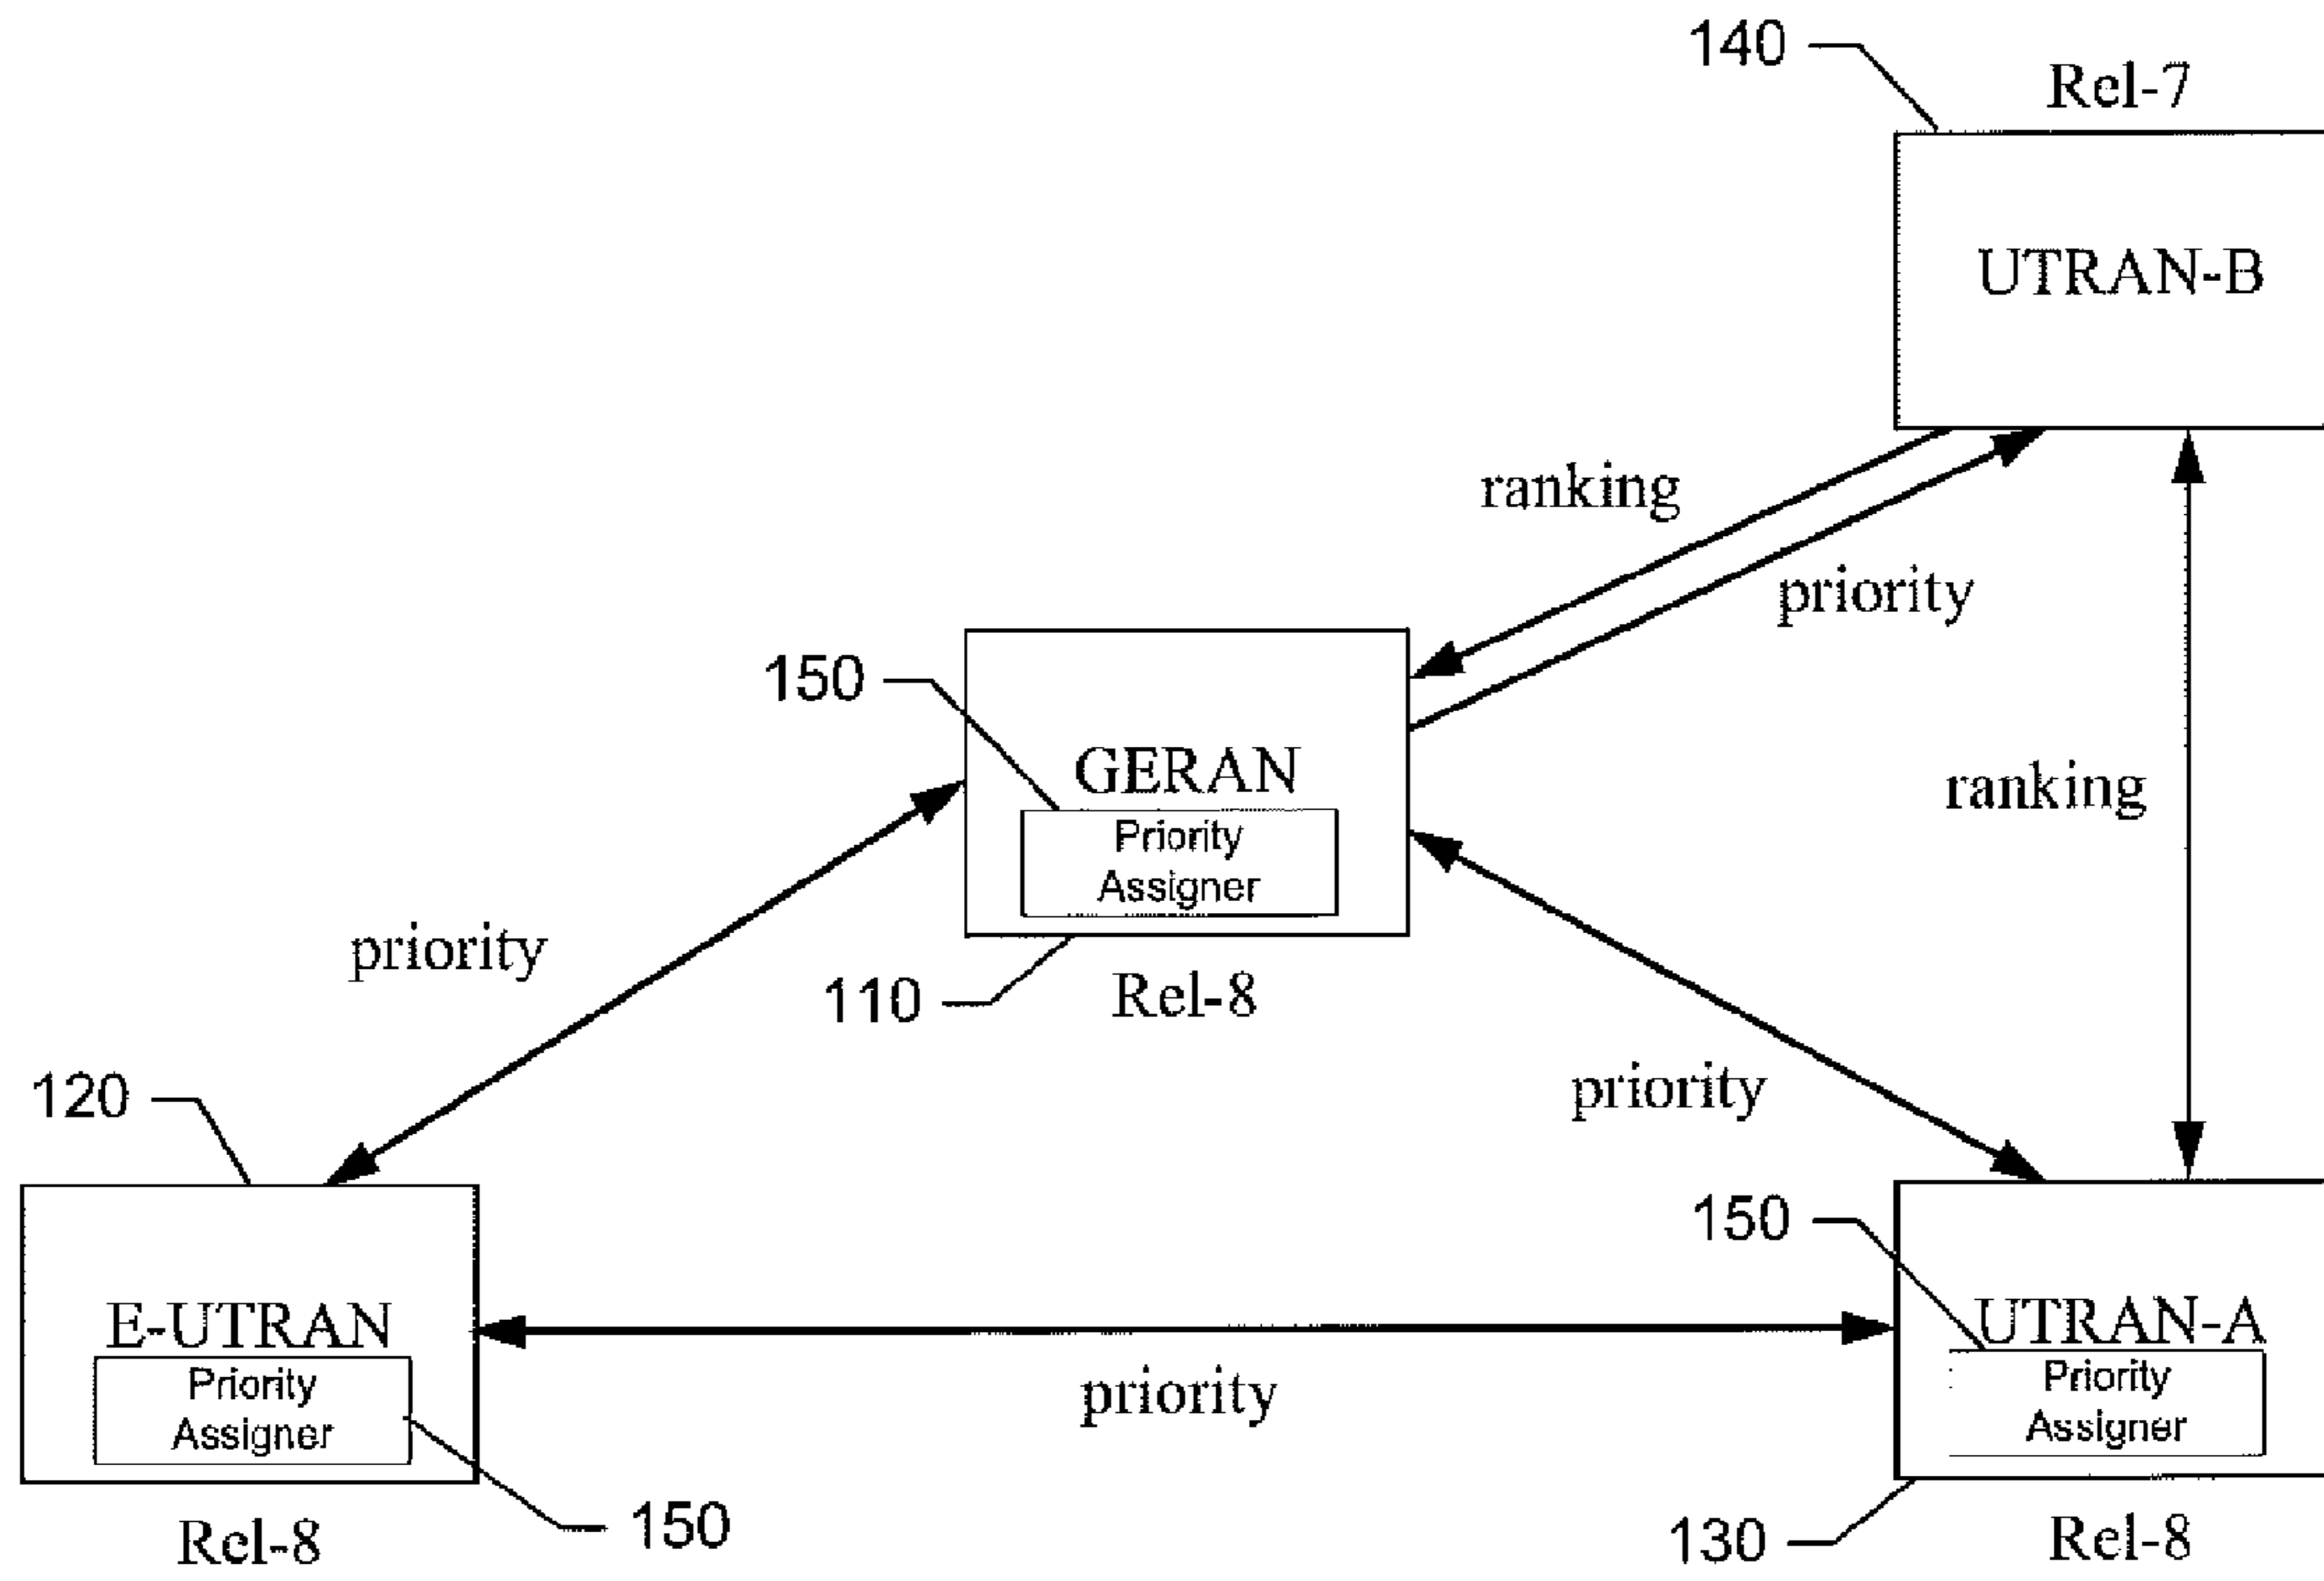 140
Rel-7
UTRAN-B
ranking
priority
150
GERAN
Priority
Assigner
ranking
priority
110
Rel-8
priority
120
150
E-UTRAN
Priority
Assigner
UTRAN-A
Priority
Assigner
priority
150
Rel-8
130
Rel-8